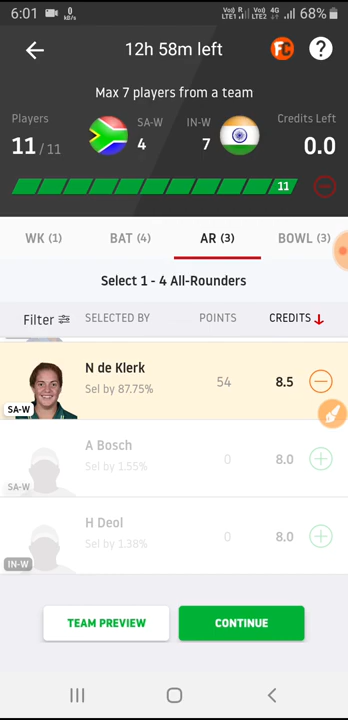 6:01 0 KB/s Vo)) R LTE1 Vo)) 4G LTE2 68%
12h 58m left FC ?
Max 7 players from a team
Players SA-W IN-W Credits Left
11 / 11 4 7 0.0
11
WK (1) BAT (4) AR (3) BOWL (3)
Select 1 - 4 All-Rounders
Filter SELECTED BY POINTS CREDITS
N de Klerk
Sel by 87.75% 54 8.5
SA-W
A Bosch
Sel by 1.55% 0 8.0
SA-W
H Deol
Sel by 1.38% 0 8.0
IN-W
TEAM PREVIEW CONTINUE